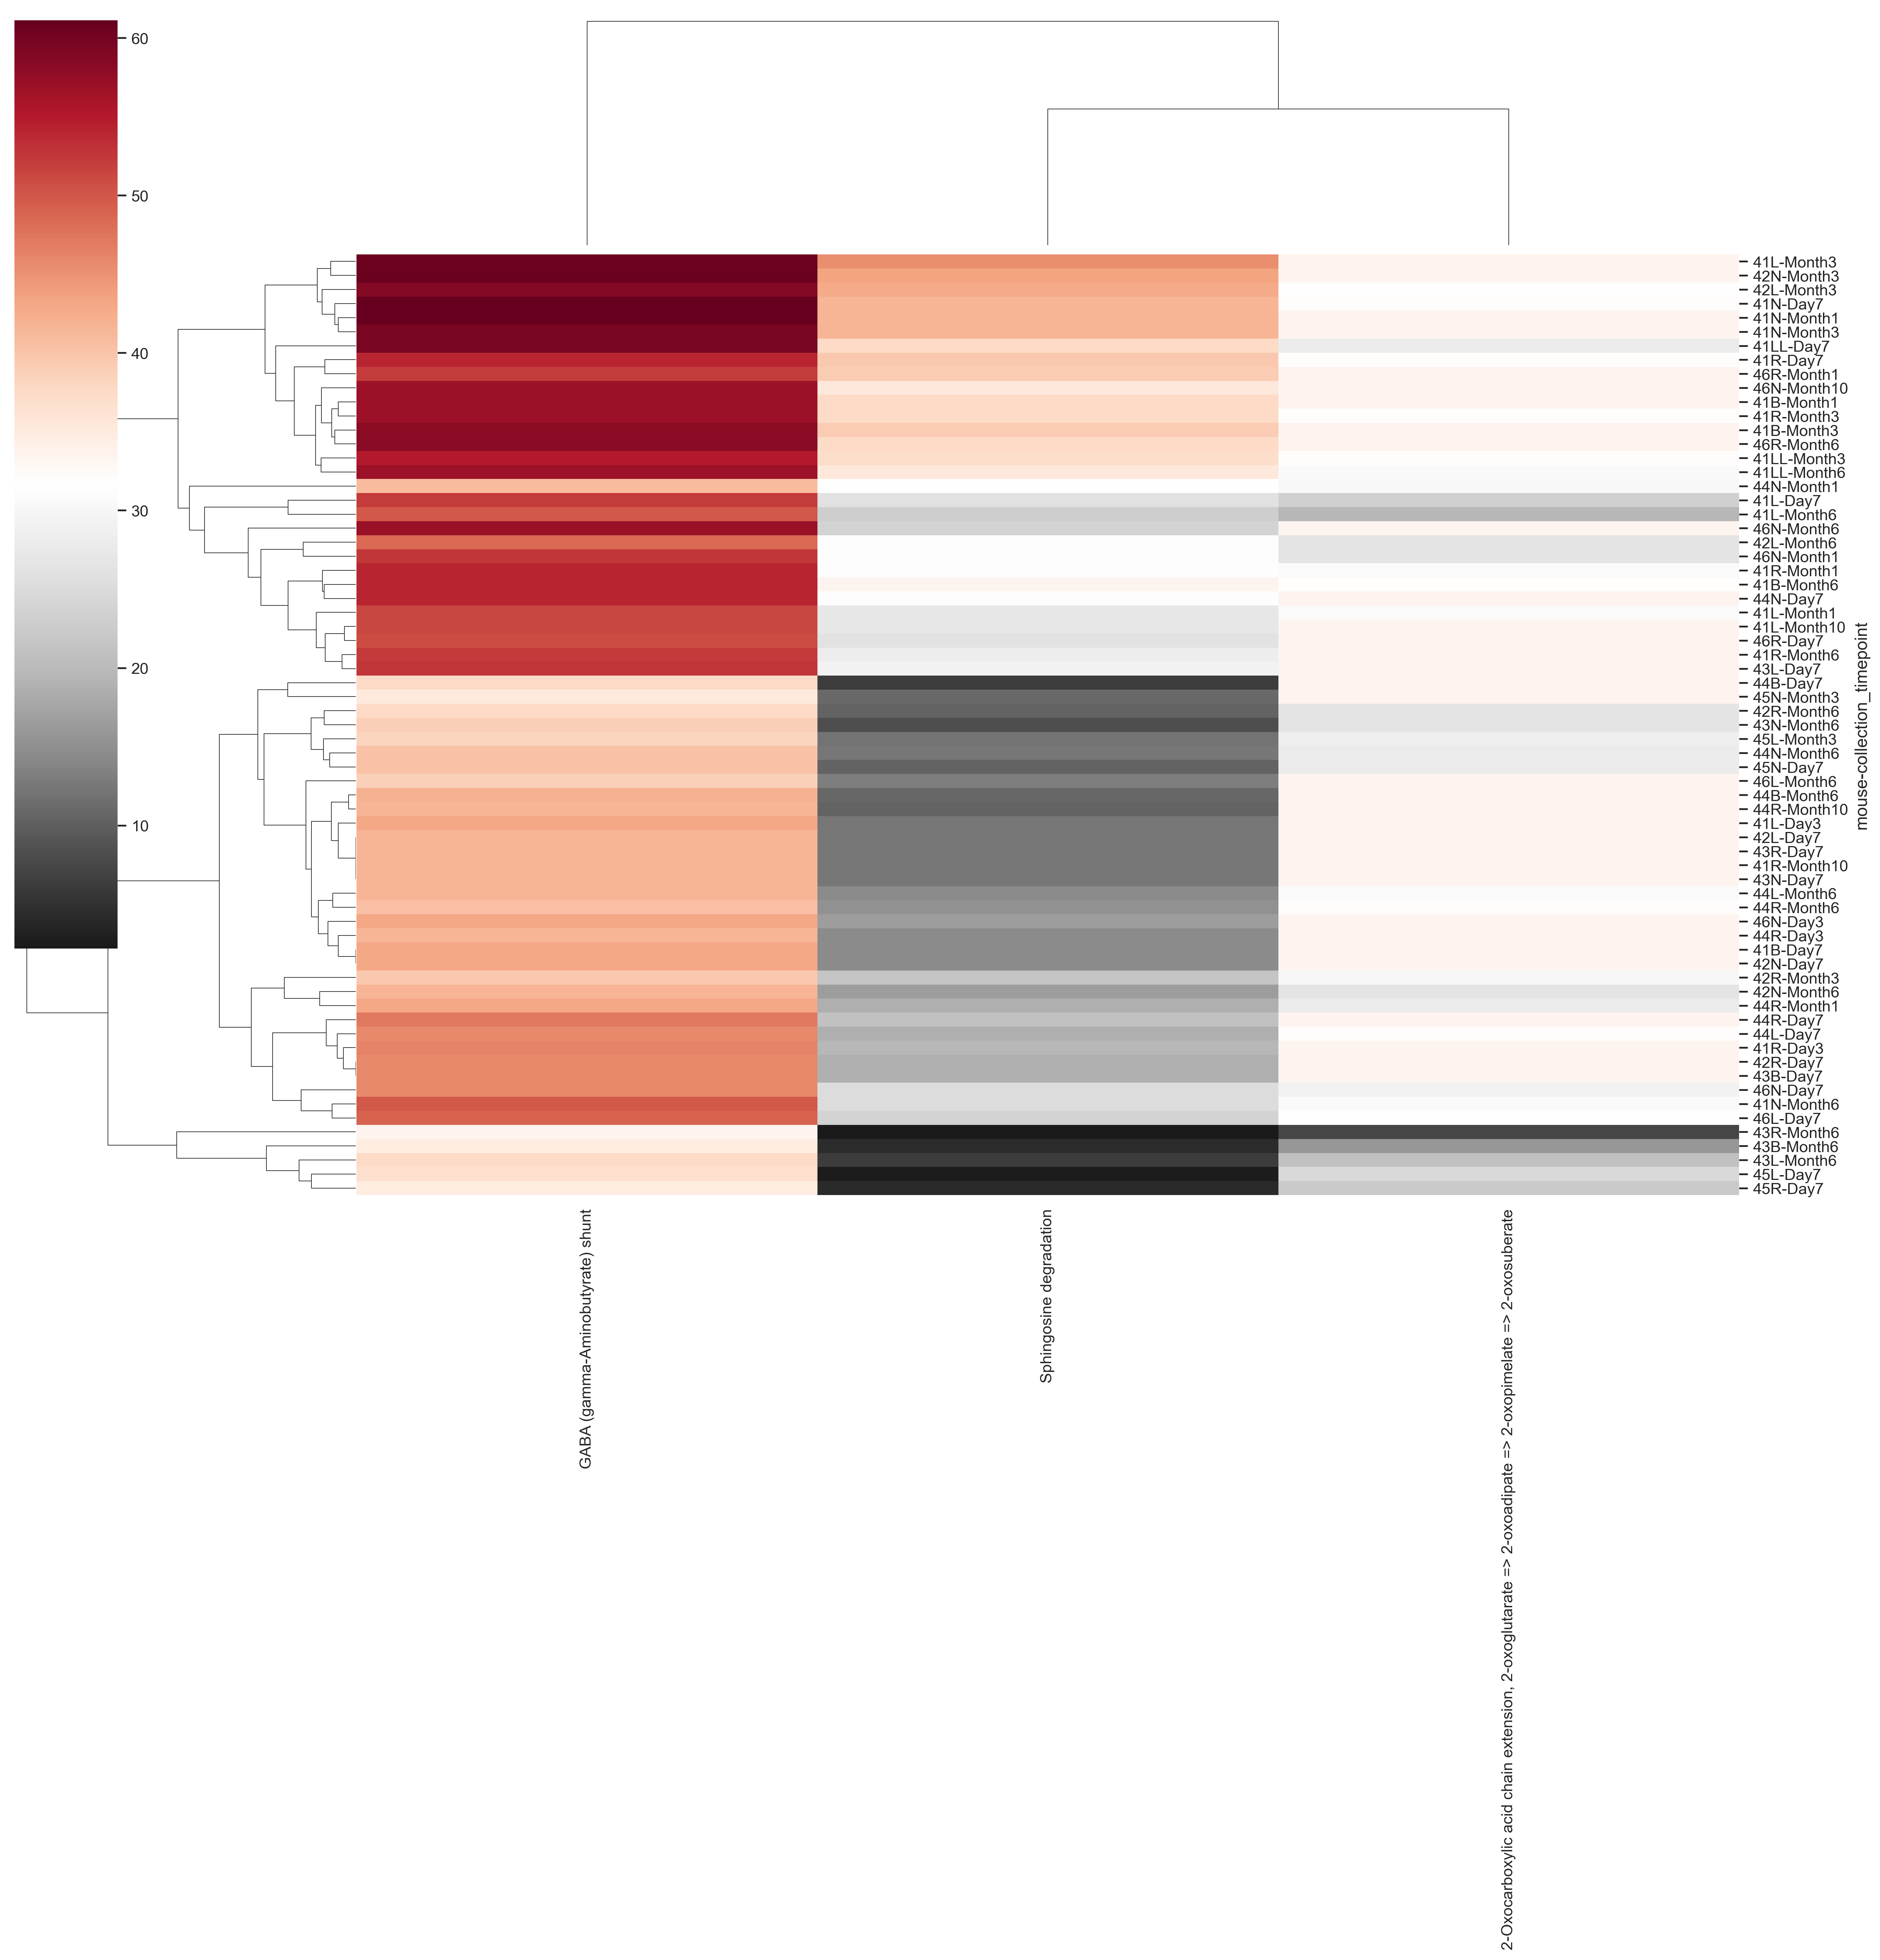 60
50
40
30
20
10
41L-Month3
42N-Month3
42L-Month3
41N-Day7
41N-Month1
41N-Month3
41LL-Day7
41R-Day7
46R-Month1
46N-Month10
41B-Month1
41R-Month3
41B-Month3
46R-Month6
41LL-Month3
41LL-Month6
44N-Month1
41L-Day7
41L-Month6
46N-Month6
42L-Month6
46N-Month1
41R-Month1
41B-Month6
44N-Day7
41L-Month1
41L-Month10
46R-Day7
41R-Month6
43L-Day7
44B-Day7
45N-Month3
42R-Month6
43N-Month6
45L-Month3
44N-Month6
45N-Day7
46L-Month6
44B-Month6
44R-Month10
41L-Day3
42L-Day7
43R-Day7
41R-Month10
43N-Day7
44L-Month6
44R-Month6
46N-Day3
44R-Day3
41B-Day7
42N-Day7
42R-Month3
42N-Month6
44R-Month1
44R-Day7
44L-Day7
41R-Day3
42R-Day7
43B-Day7
46N-Day7
41N-Month6
46L-Day7
43R-Month6
43B-Month6
43L-Month6
45L-Day7
45R-Day7
mouse-collection_timepoint
GABA (gamma-Aminobutyrate) shunt
Sphingosine degradation
2-Oxocarboxylic acid chain extension, 2-oxoglutarate => 2-oxoadipate => 2-oxopimelate => 2-oxosuberate